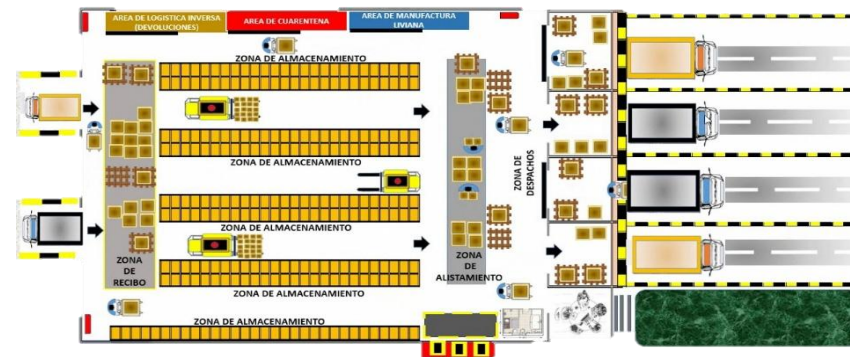 AREA DE LOGISTICA INVERSA
(DEVOLUCIONES)
AREA DE CUARENTENA
AREA DE MANUFACTURA
LIVIANA
ZONA DE ALMACENAMIENTO
ZONA DE ALMACENAMIENTO
ZONA DE ALMACENAMIENTO
ZONA DE ALMACENAMIENTO
ZONA DE ALMACENAMIENTO
ZONA
DE
RECIBO
ZONA
DE
ALISTAMIENTO
ZONA DE
DESPACHOS